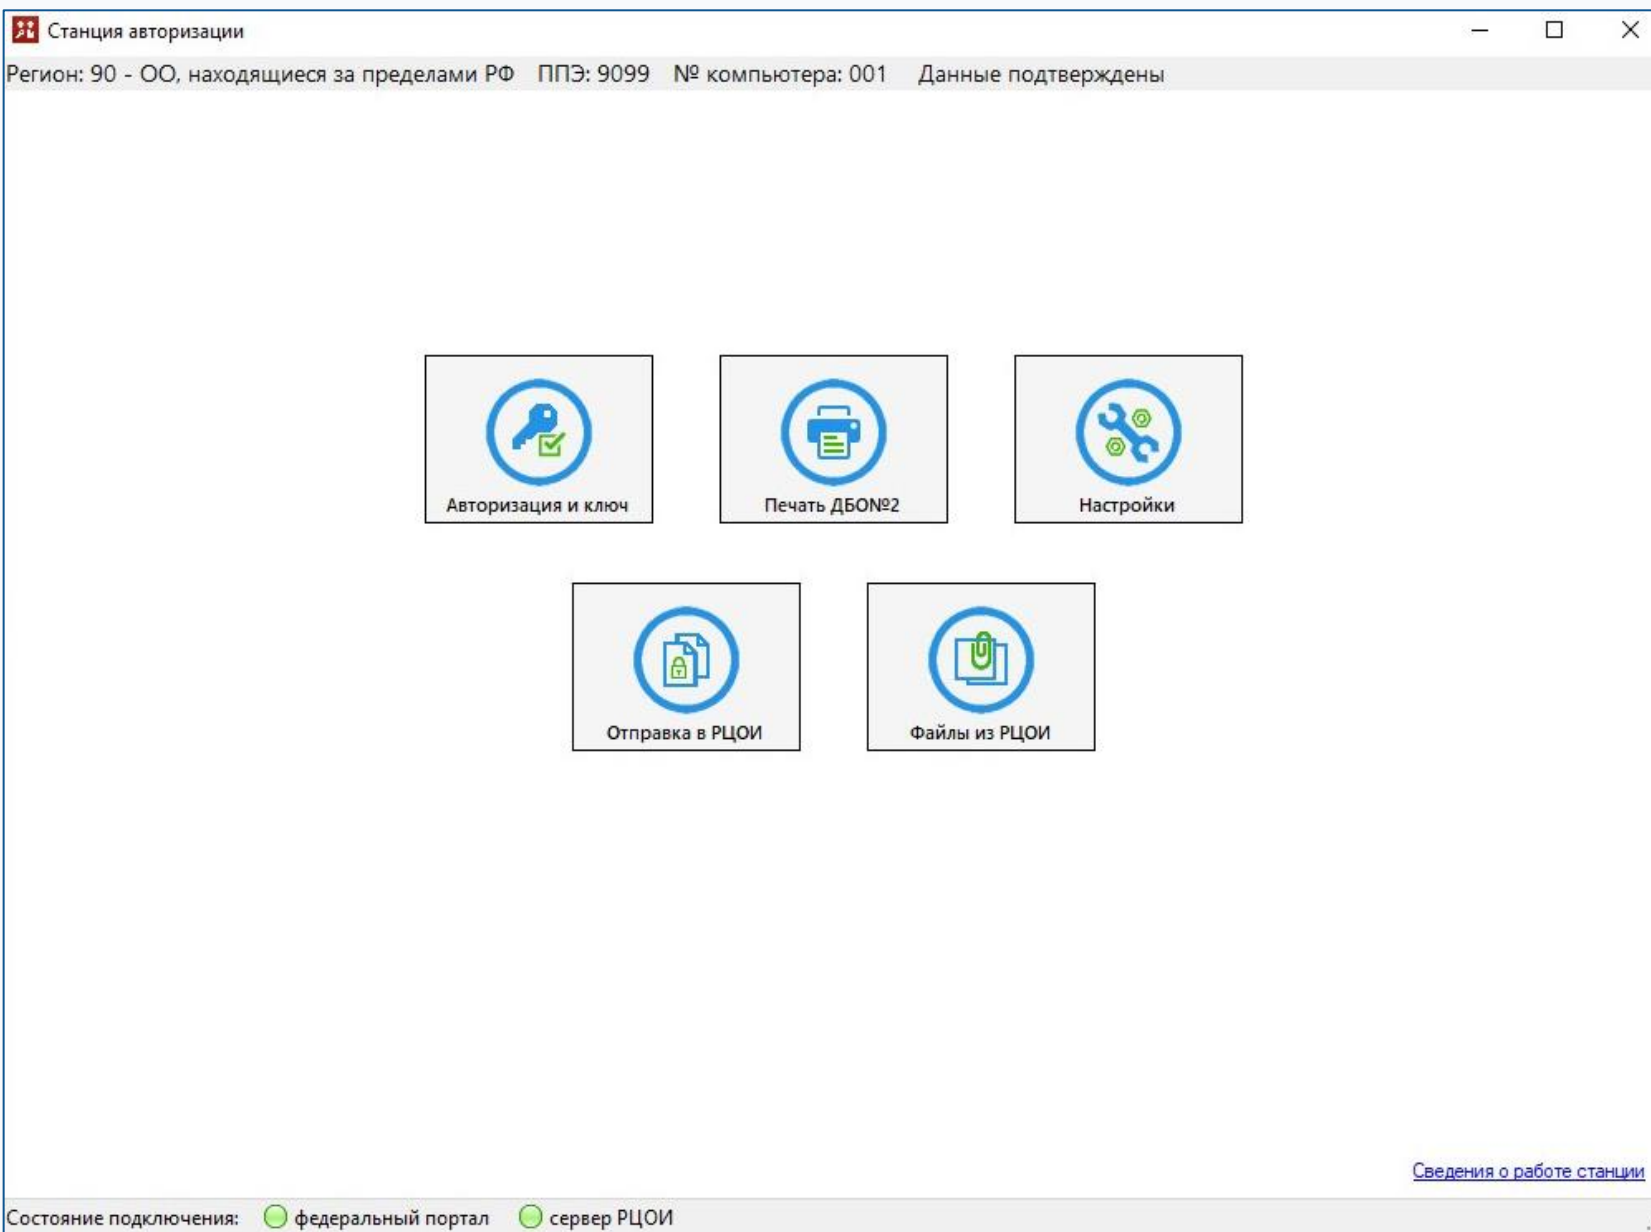 Станция авторизации
Регион: 90 - ОО, находящиеся за пределами РФ ППЭ: 9099 № компьютера: 001 Данные подтверждены
Авторизация и ключ
Печать ДБО№2
Настройки
Отправка в РЦОИ
Файлы из РЦОИ
Сведения о работе станции
Состояние подключения: федеральный портал сервер РЦОИ